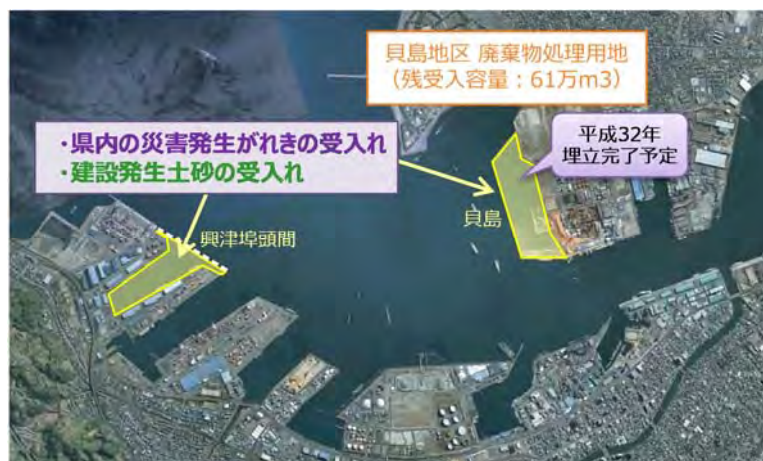 貝島地区 廃棄物処理用地
（残受入容量：61万m3）
・県内の災害発生がれきの受入れ
・建設発生土砂の受入れ
平成32年
埋立完了予定
貝島
興津埠頭間